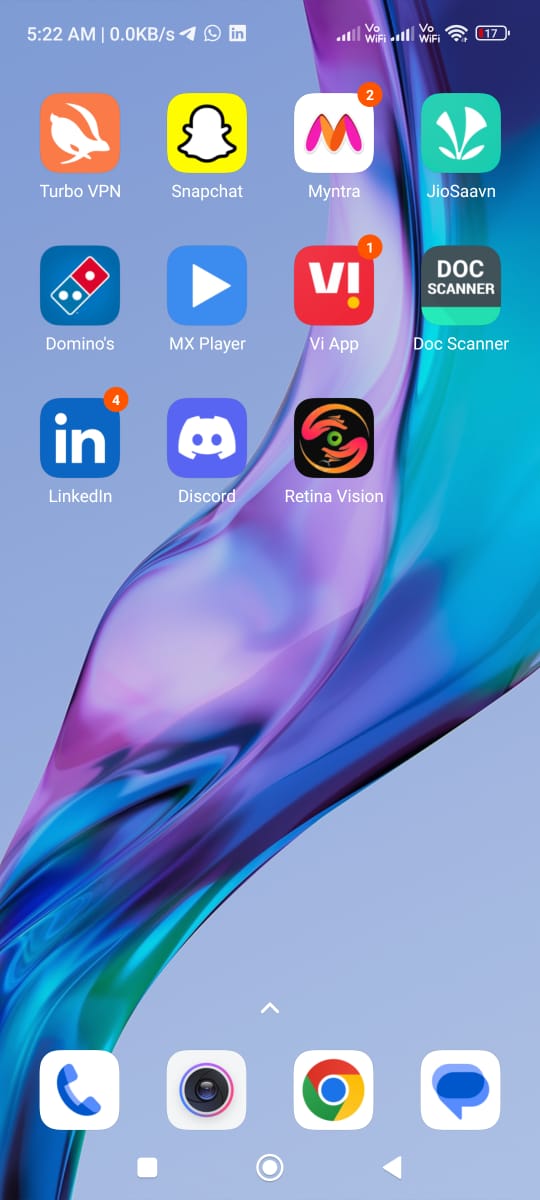 5:22 AM | 0.0KB/s
Vo WiFi
Vo WiFi
17
2
Turbo VPN
Snapchat
Myntra
JioSaavn
1
VI
DOC
SCANNER
Domino's
MX Player
Vi App
Doc Scanner
4
in
LinkedIn
Discord
Retina Vision